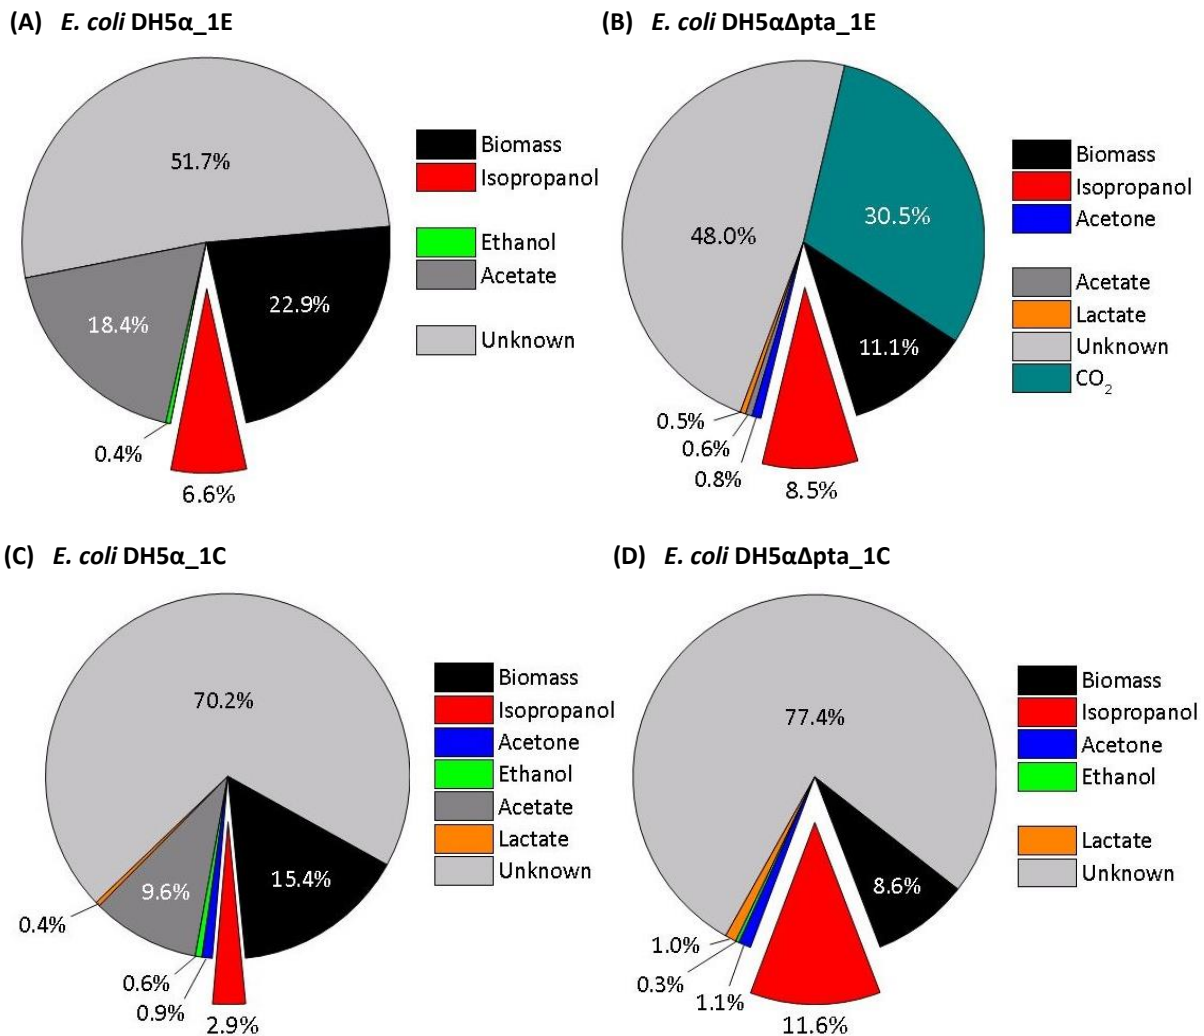 (A) E. coli DH5α_1E
51.7%
22.9%
18.4%
0.4%
6.6%
Biomass
Isopropanol
Ethanol
Acetate
Unknown
(B) E. coli DH5αΔpta_1E
48.0%
30.5%
11.1%
0.5%
0.6%
0.8%
8.5%
Biomass
Isopropanol
Acetone
Acetate
Lactate
Unknown
CO₂
(C) E. coli DH5α_1C
70.2%
15.4%
9.6%
0.4%
0.6%
0.9%
2.9%
Biomass
Isopropanol
Acetone
Ethanol
Acetate
Lactate
Unknown
(D) E. coli DH5αΔpta_1C
77.4%
8.6%
1.0%
0.3%
1.1%
11.6%
Biomass
Isopropanol
Acetone
Ethanol
Lactate
Unknown